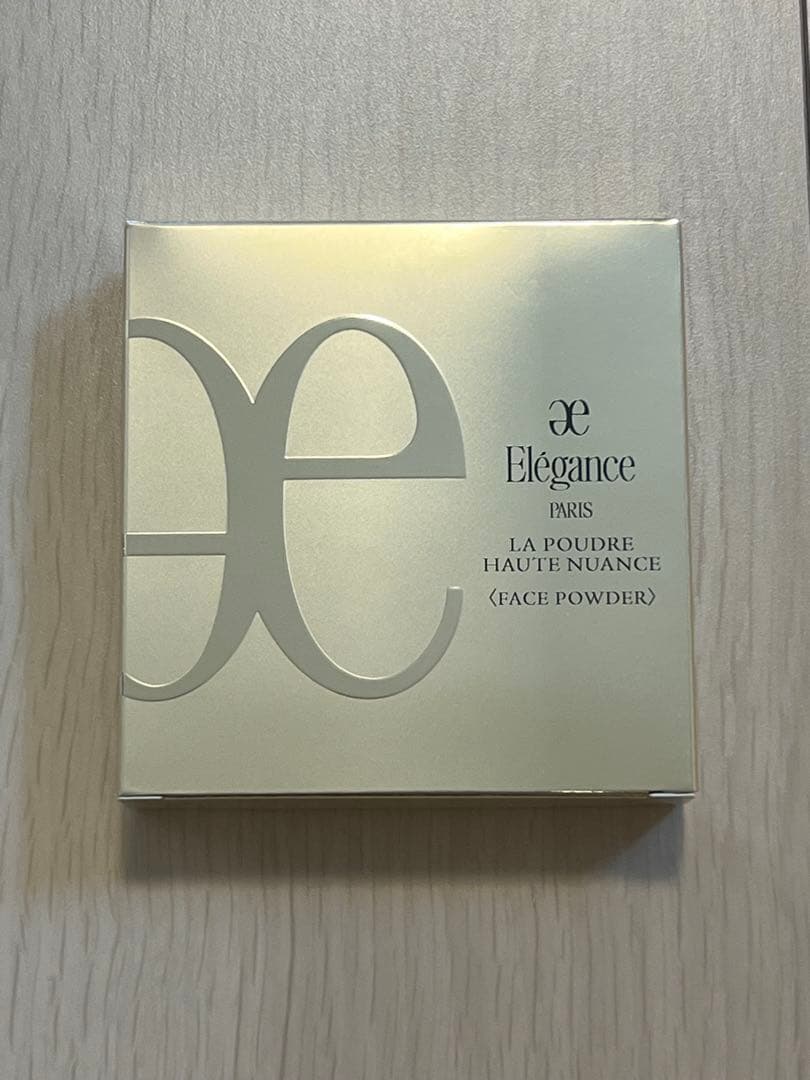 Elégance
PARIS
LA POUDRE
HAUTE NUANCE
〈FACE POWDER〉